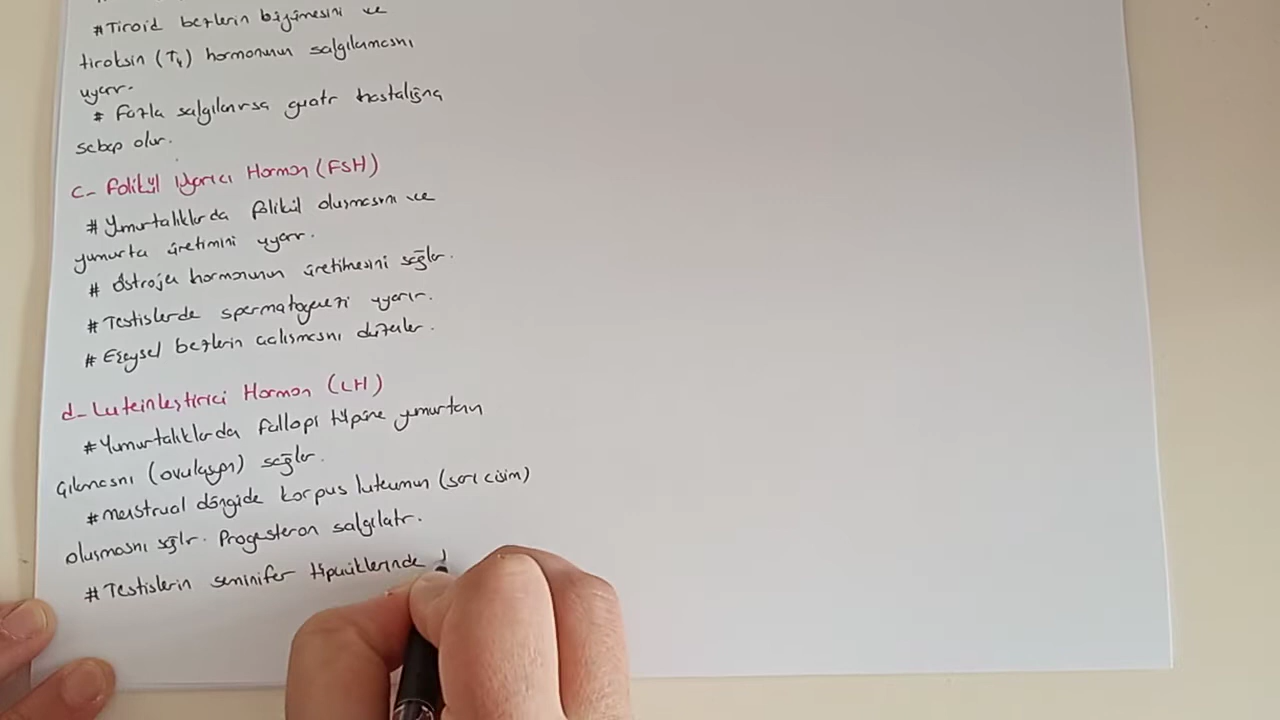 #Tiroid bezlerin büyümesini ve
tiroksin (T4) hormonunun salgılanmasını
uyarır.
# Fazla salgılanırsa guatr hastalığına
sebep olur.
c- Folikül Uyarıcı Hormon (FSH)
# Yumurtalıklarda folikül oluşmasını ve
yumurta üretimini uyarır.
# Östrojen hormonunun üretilmesini sağlar.
#Testislerde spermatogenezi uyarır.
# Eşeysel bezlerin çalışmasını düzenler.
d- Luteinleştirici Hormon (LH)
#Yumurtalıklarda fallopi tüpüne yumurtanın
çıkmasını (ovulasyon) sağlar.
#menstrual döngüde korpus luteumun (sarı cisim)
oluşmasını sağlar. Progesteron salgılatır.
#Testislerin seminifer tüpçüklerinde